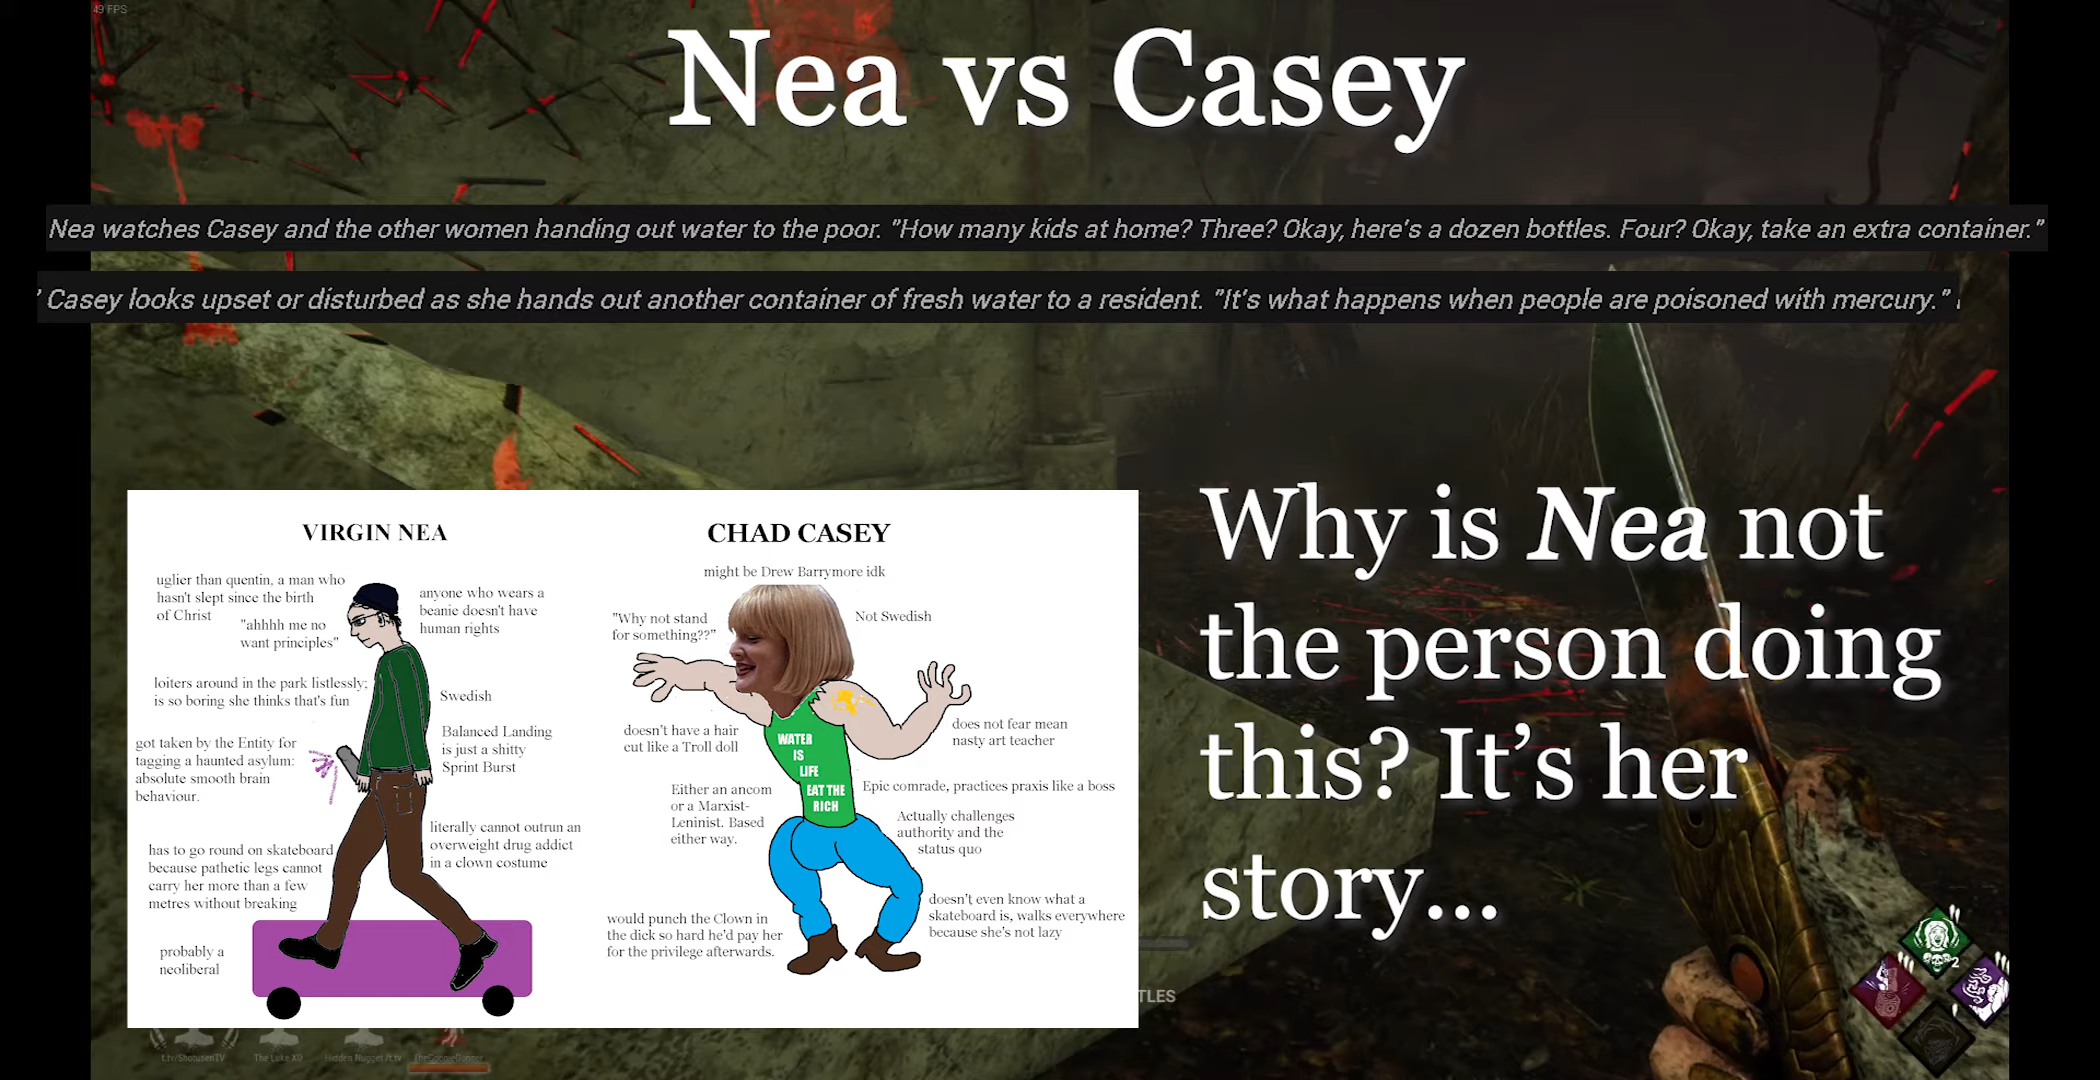 49 FPS
Nea vs Casey
Nea watches Casey and the other women handing out water to the poor. "How many kids at home? Three? Okay, here's a dozen bottles. Four? Okay, take an extra container."
' Casey looks upset or disturbed as she hands out another container of fresh water to a resident. "It's what happens when people are poisoned with mercury."
VIRGIN NEA
uglier than quentin, a man who
hasn't slept since the birth
of Christ
"ahhhh me no
want principles"
anyone who wears a
beanie doesn't have
human rights
loiters around in the park listlessly;
is so boring she thinks that's fun
Swedish
got taken by the Entity for
tagging a haunted asylum:
absolute smooth brain
behaviour.
Balanced Landing
is just a shitty
Sprint Burst
has to go round on skateboard
because pathetic legs cannot
carry her more than a few
metres without breaking
literally cannot outrun an
overweight drug addict
in a clown costume
probably a
neoliberal
CHAD CASEY
might be Drew Barrymore idk
"Why not stand
for something??"
Not Swedish
doesn't have a hair
cut like a Troll doll
does not fear mean
nasty art teacher
WATER
IS
LIFE
EAT THE
RICH
Either an ancom
or a Marxist-
Leninist. Based
either way.
Epic comrade, practices praxis like a boss
Actually challenges
authority and the
status quo
would punch the Clown in
the dick so hard he'd pay her
for the privilege afterwards.
doesn't even know what a
skateboard is, walks everywhere
because she's not lazy
Why is Nea not
the person doing
this? It's her
story...
TLES
2
t.tv/ShotusenTV
The Luke XD
Hidden Nugget/t.tv